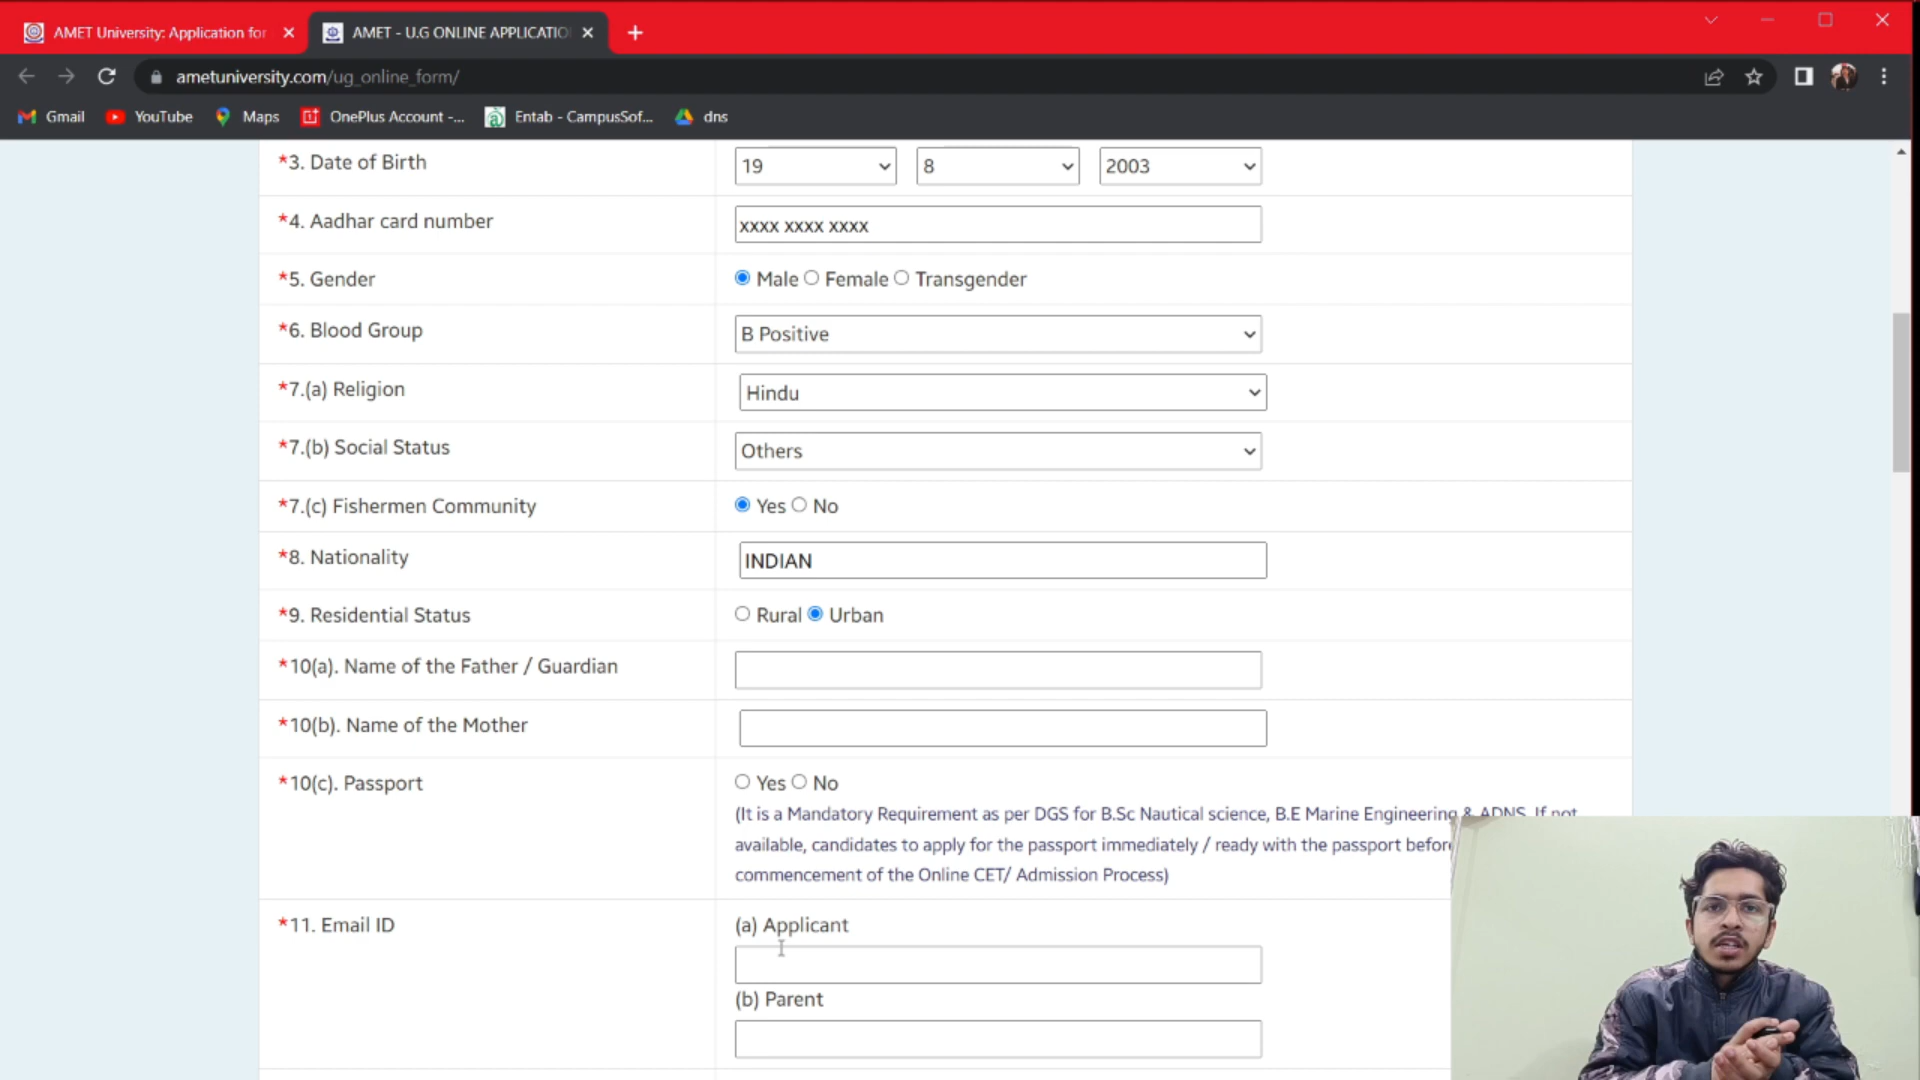 AMET University: Application for
AMET - U.G ONLINE APPLICATIO
ametuniversity.com/ug_online_form/
Gmail YouTube Maps OnePlus Account -... Entab - CampusSof... dns
*3. Date of Birth 19 8 2003
*4. Aadhar card number xxxx xxxx xxxx
*5. Gender Male Female Transgender
*6. Blood Group B Positive
*7.(a) Religion Hindu
*7.(b) Social Status Others
*7.(c) Fishermen Community Yes No
*8. Nationality INDIAN
*9. Residential Status Rural Urban
*10(a). Name of the Father / Guardian
*10(b). Name of the Mother
*10(c). Passport Yes No
(It is a Mandatory Requirement as per DGS for B.Sc Nautical science, B.E Marine Engineering & ADNS. If not
available, candidates to apply for the passport immediately / ready with the passport before
commencement of the Online CET/ Admission Process)
*11. Email ID (a) Applicant
(b) Parent